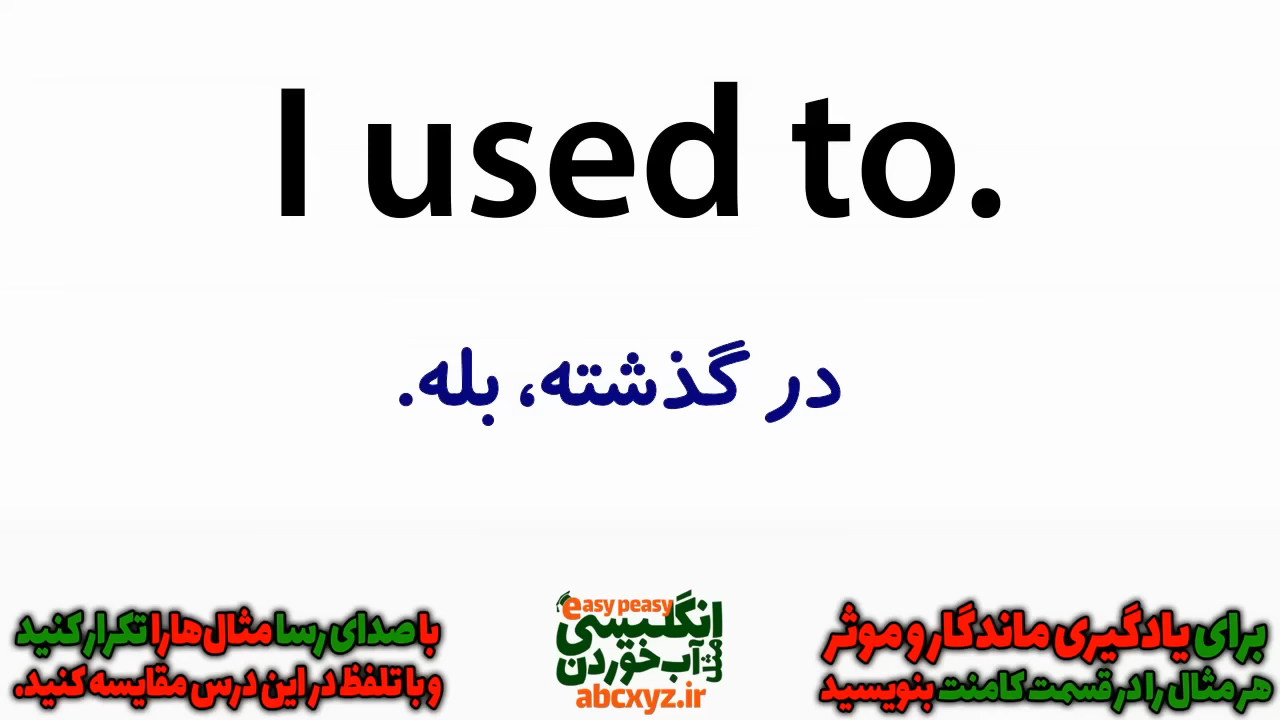 I used to.
در گذشته، بله.
با صدای رسا مثال‌ها را تکرار کنید
و با تلفظ در این درس مقایسه کنید.
easy peasy
انگلیسی
مثل آب خوردن
abcxyz.ir
برای یادگیری ماندگار و موثر
هر مثال را در قسمت کامنت بنویسید